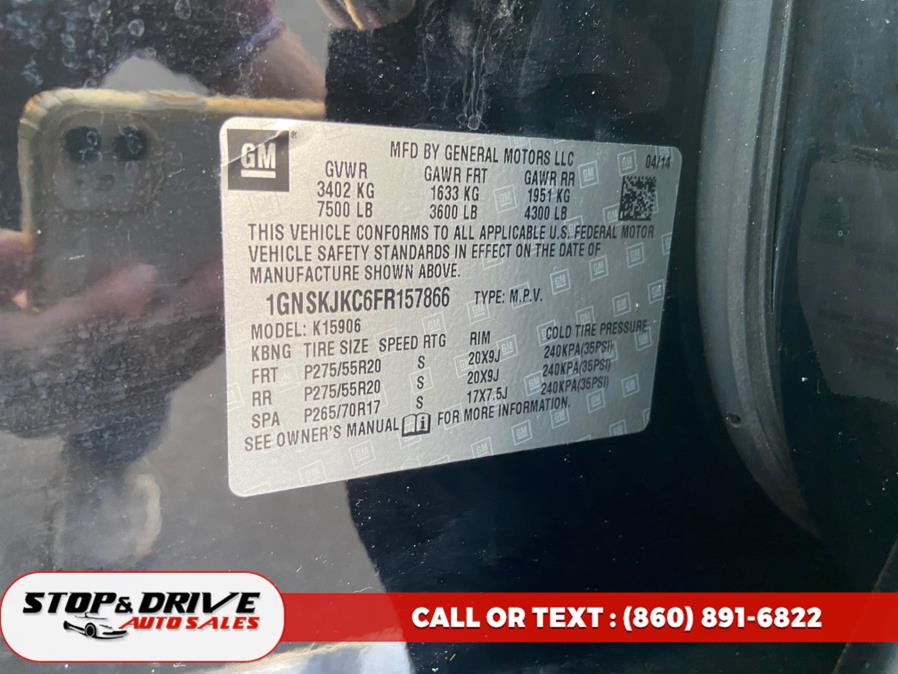 GM
MFD BY GENERAL MOTORS LLC
04/14
GVWR GAWR FRT GAWR RR
3402 KG 1633 KG 1951 KG
7500 LB 3600 LB 4300 LB
THIS VEHICLE CONFORMS TO ALL APPLICABLE U.S. FEDERAL MOTOR
VEHICLE SAFETY STANDARDS IN EFFECT ON THE DATE OF
MANUFACTURE SHOWN ABOVE.
1GNSKJKC6FR157866 TYPE: M.P.V.
MODEL: K15906
KBNG TIRE SIZE SPEED RTG RIM COLD TIRE PRESSURE
FRT P275/55R20 S 20X9J 240KPA(35PSI)
RR P275/55R20 S 20X9J 240KPA(35PSI)
SPA P265/70R17 S 17X7.5J 240KPA(35PSI)
SEE OWNER'S MANUAL FOR MORE INFORMATION.
STOP & DRIVE
AUTO SALES
CALL OR TEXT : (860) 891-6822